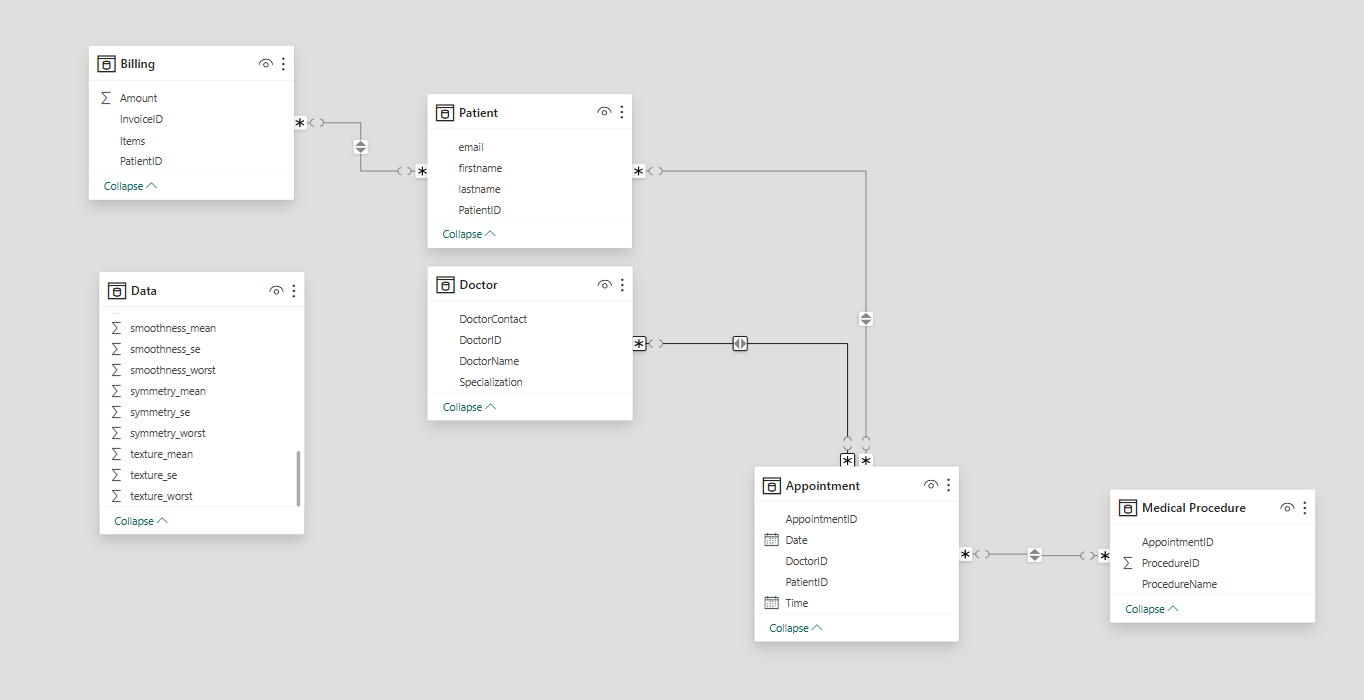 Billing
Amount
InvoiceID
Items
PatientID
Collapse
Patient
email
firstname
lastname
PatientID
Collapse
Data
smoothness_mean
smoothness_se
smoothness_worst
symmetry_mean
symmetry_se
symmetry_worst
texture_mean
texture_se
texture_worst
Collapse
Doctor
DoctorContact
DoctorID
DoctorName
Specialization
Collapse
Appointment
AppointmentID
Date
DoctorID
PatientID
Time
Collapse
Medical Procedure
AppointmentID
ProcedureID
ProcedureName
Collapse